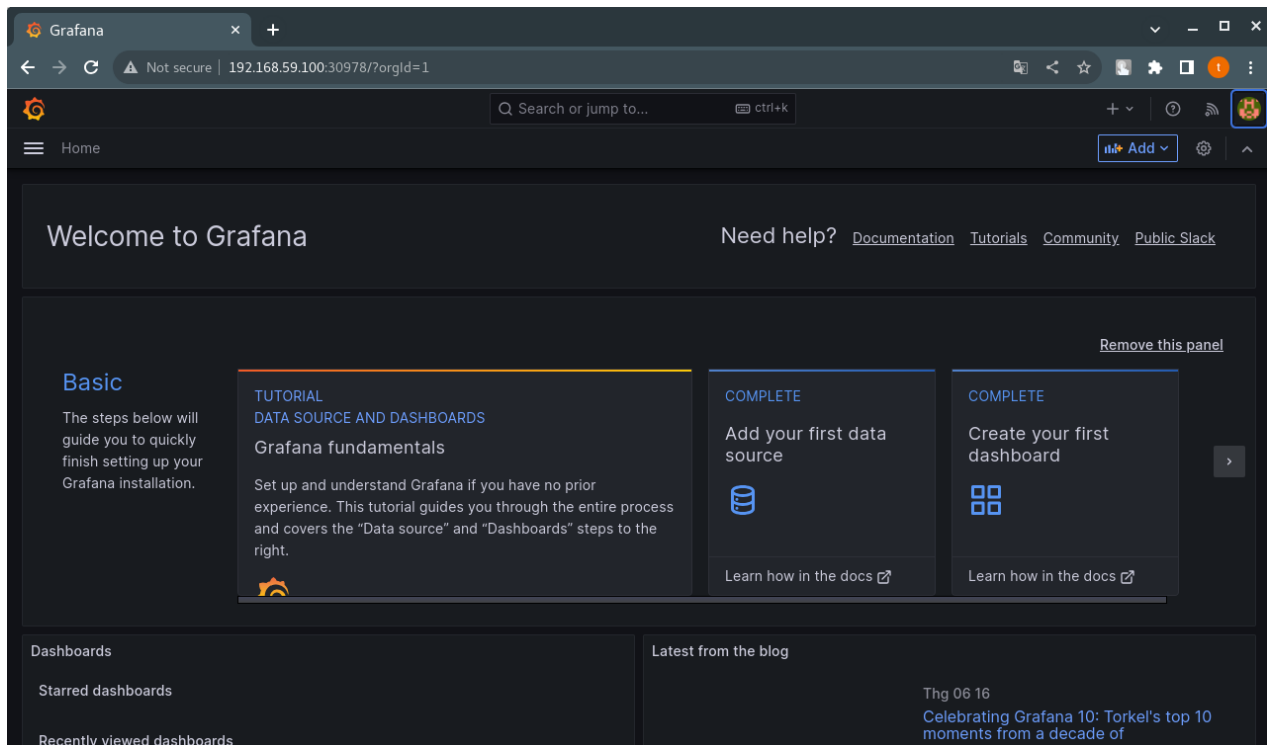 Grafana
Not secure 192.168.59.100:30978/?orgId=1
Search or jump to... ctrl+k
Home
Add
Welcome to Grafana
Need help? Documentation Tutorials Community Public Slack
Remove this panel
Basic
The steps below will
guide you to quickly
finish setting up your
Grafana installation.
TUTORIAL
DATA SOURCE AND DASHBOARDS
Grafana fundamentals
Set up and understand Grafana if you have no prior
experience. This tutorial guides you through the entire process
and covers the “Data source” and “Dashboards” steps to the
right.
COMPLETE
Add your first data
source
Learn how in the docs
COMPLETE
Create your first
dashboard
Learn how in the docs
Dashboards
Starred dashboards
Recently viewed dashboards
Latest from the blog
Thg 06 16
Celebrating Grafana 10: Torkel's top 10
moments from a decade of